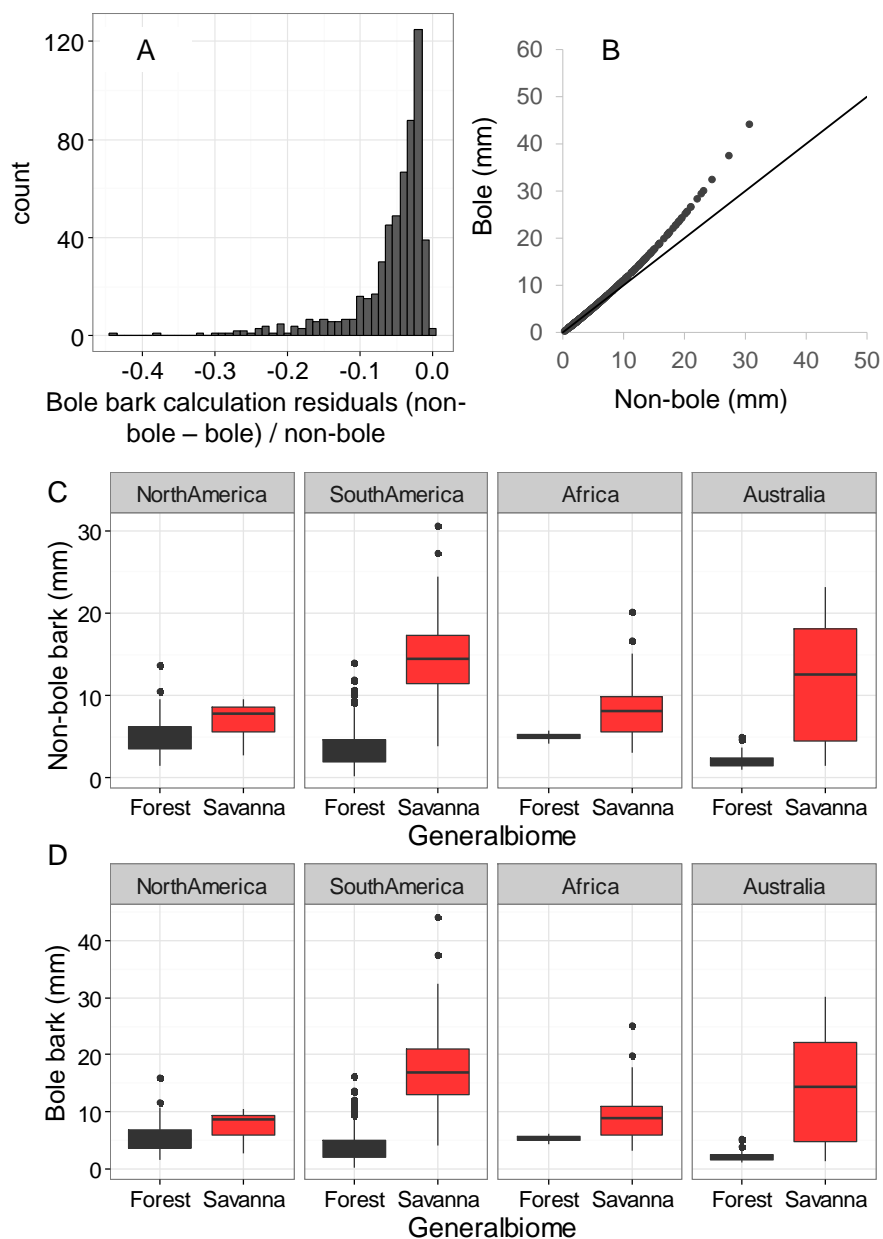 A
count
120
80
40
0
-0.4 -0.3 -0.2 -0.1 0.0
Bole bark calculation residuals (non-
bole – bole) / non-bole
B
Bole (mm)
60
50
40
30
20
10
0
0 10 20 30 40 50
Non-bole (mm)
C
NorthAmerica SouthAmerica Africa Australia
Non-bole bark (mm)
30
20
10
0
Forest Savanna Forest Savanna Forest Savanna Forest Savanna
Generalbiome
D
NorthAmerica SouthAmerica Africa Australia
Bole bark (mm)
40
30
20
10
0
Forest Savanna Forest Savanna Forest Savanna Forest Savanna
Generalbiome